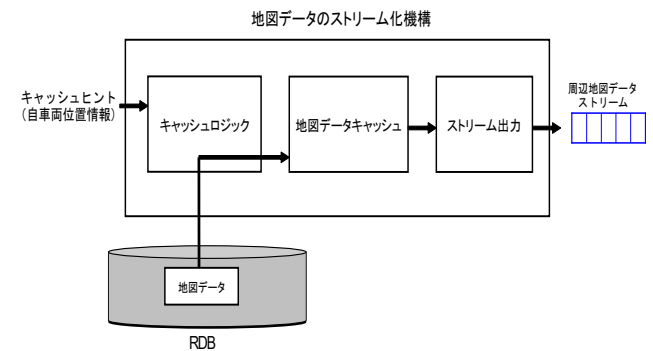 地図データのストリーム化機構
キャッシュヒント
（自車両位置情報）
キャッシュロジック
地図データキャッシュ
ストリーム出力
周辺地図データ
ストリーム
地図データ
RDB